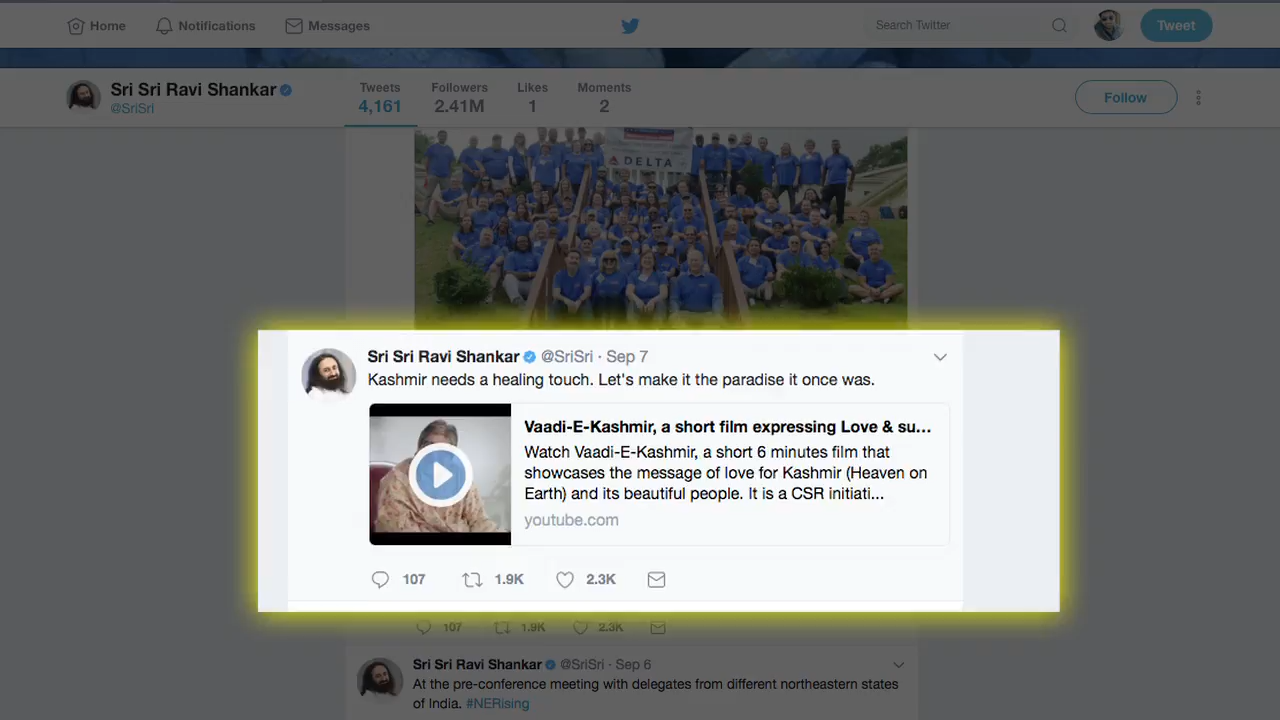 Home Notifications Messages Search Twitter Tweet
Sri Sri Ravi Shankar
@SriSri
Tweets Followers Likes Moments
4,161 2.41M 1 2
Follow
DELTA
Sri Sri Ravi Shankar @SriSri · Sep 7
Kashmir needs a healing touch. Let's make it the paradise it once was.
Vaadi-E-Kashmir, a short film expressing Love & su...
Watch Vaadi-E-Kashmir, a short 6 minutes film that
showcases the message of love for Kashmir (Heaven on
Earth) and its beautiful people. It is a CSR initiati...
youtube.com
107 1.9K 2.3K
107 1.9K 2.3K
Sri Sri Ravi Shankar @SriSri · Sep 6
At the pre-conference meeting with delegates from different northeastern states
of India. #NERising